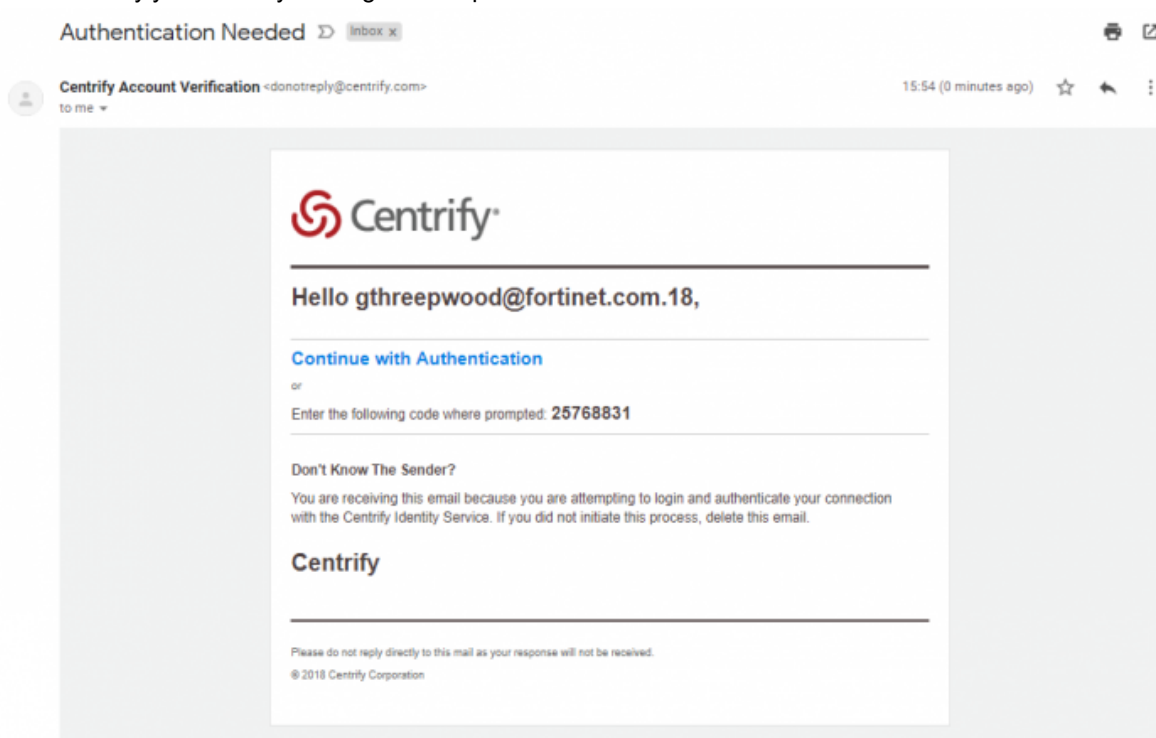 Authentication Needed Inbox x
Centrify Account Verification <donotreply@centrify.com> 15:54 (0 minutes ago)
to me
Centrify
Hello gthreepwood@fortinet.com.18,
Continue with Authentication
or
Enter the following code where prompted: 25768831
Don't Know The Sender?
You are receiving this email because you are attempting to login and authenticate your connection
with the Centrify Identity Service. If you did not initiate this process, delete this email.
Centrify
Please do not reply directly to this mail as your response will not be received.
© 2018 Centrify Corporation